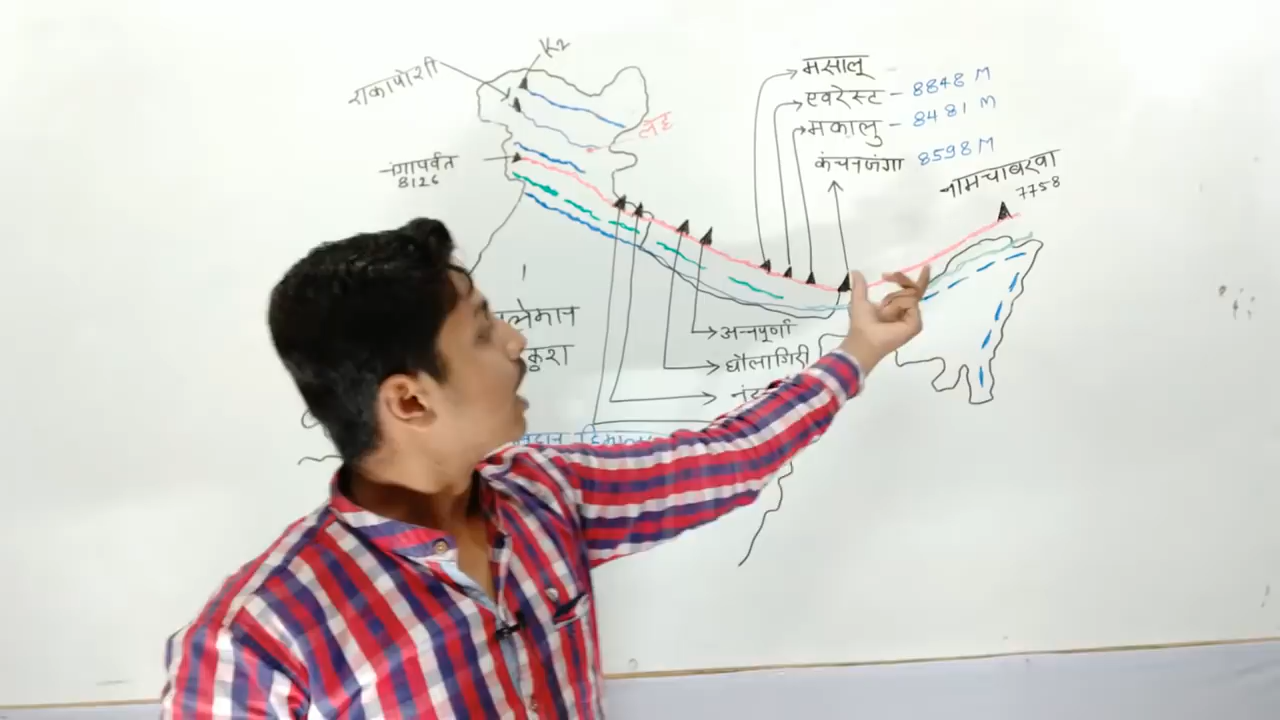 K2
राकापोशी
लेह
नंगापर्वत
8126
मसालू
एवरेस्ट - 8848 M
मकालु - 8481 M
कंचनजंगा 8598 M
नामचाबरवा
7758
अन्नपूर्णा
धौलागिरी